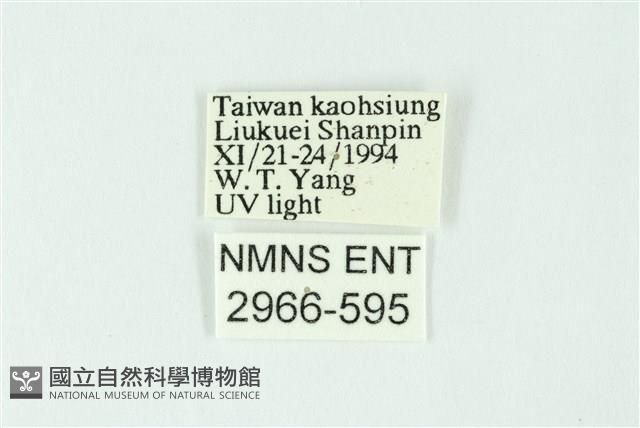 Taiwan kaohsiung
Liukuei Shanpin
XI/21-24/1994
W. T. Yang
UV light
NMNS ENT
2966-595
國立自然科學博物館
NATIONAL MUSEUM OF NATURAL SCIENCE